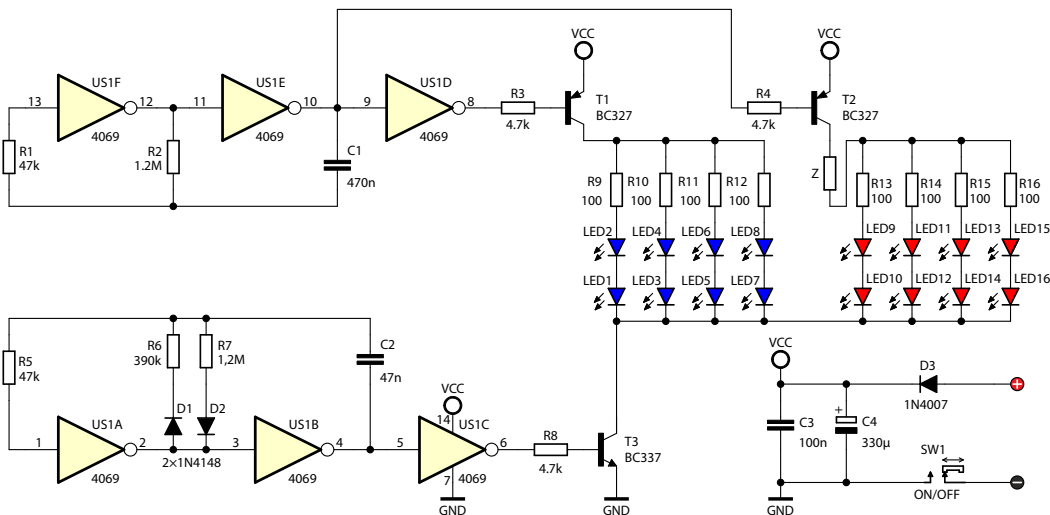 VCC
VCC
US1F
US1E
US1D
13
12
11
10
9
8
R3
T1
BC327
R4
T2
BC327
4069
4069
4069
4.7k
4.7k
R1
47k
R2
1.2M
C1
470n
R9
100
R10
100
R11
100
R12
100
Z
R13
100
R14
100
R15
100
R16
100
LED2
LED4
LED6
LED8
LED9
LED11
LED13
LED15
LED1
LED3
LED5
LED7
LED10
LED12
LED14
LED16
R5
47k
R6
390k
R7
1,2M
C2
47n
VCC
D1
D2
14
US1A
US1B
US1C
1
2
3
4
5
6
R8
T3
BC337
2×1N4148
4069
4069
7
4069
4.7k
GND
GND
VCC
D3
1N4007
+
C3
100n
+
C4
330µ
SW1
ON/OFF
−
GND